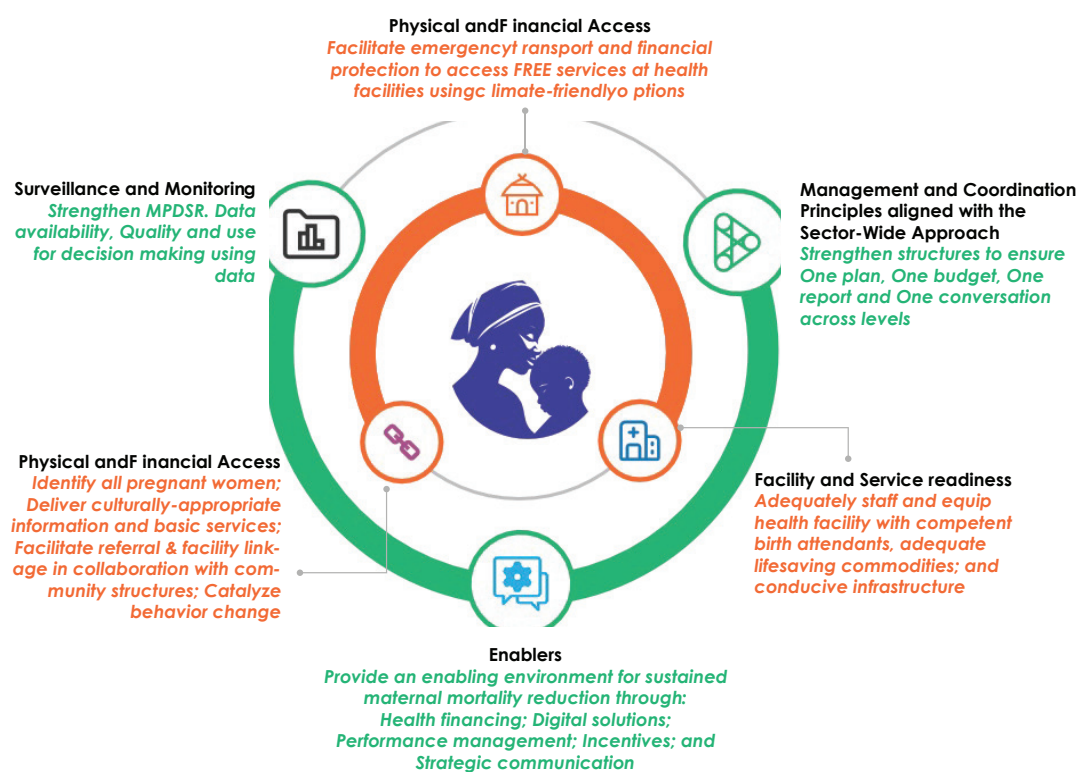 Physical andF inancial Access
Facilitate emergencyt ransport and financial
protection to access FREE services at health
facilities usingc limate-friendlyo ptions
Surveillance and Monitoring
Strengthen MPDSR. Data
availability, Quality and use
for decision making using
data
Management and Coordination
Principles aligned with the
Sector-Wide Approach
Strengthen structures to ensure
One plan, One budget, One
report and One conversation
across levels
Physical andF inancial Access
Identify all pregnant women;
Deliver culturally-appropriate
information and basic services;
Facilitate referral & facility link-
age in collaboration with com-
munity structures; Catalyze
behavior change
Facility and Service readiness
Adequately staff and equip
health facility with competent
birth attendants, adequate
lifesaving commodities; and
conducive infrastructure
Enablers
Provide an enabling environment for sustained
maternal mortality reduction through:
Health financing; Digital solutions;
Performance management; Incentives; and
Strategic communication